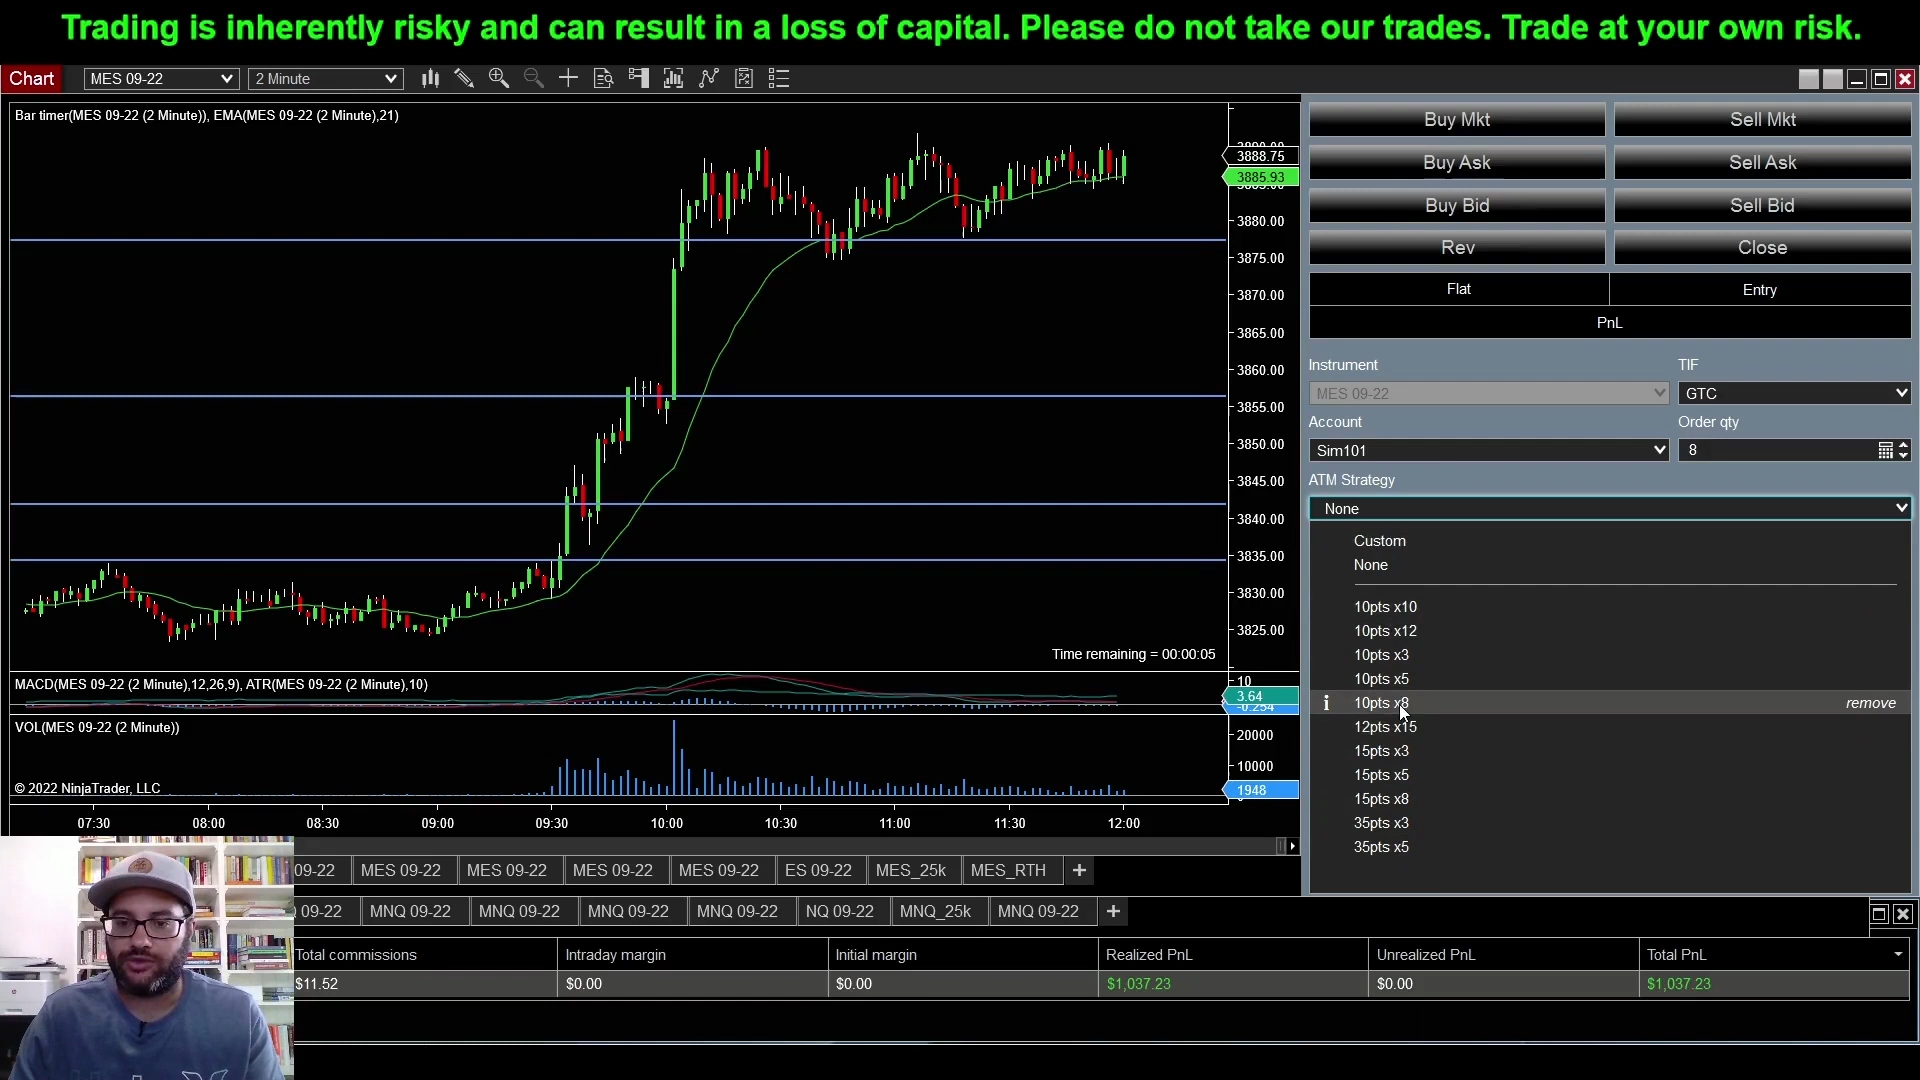 Trading is inherently risky and can result in a loss of capital. Please do not take our trades. Trade at your own risk.
Chart MES 09-22 2 Minute
Bar timer(MES 09-22 (2 Minute)), EMA(MES 09-22 (2 Minute),21)
3888.75
3885.93
3880.00
3875.00
3870.00
3865.00
3860.00
3855.00
3850.00
3845.00
3840.00
3835.00
3830.00
3825.00
Time remaining = 00:00:05
MACD(MES 09-22 (2 Minute),12,26,9), ATR(MES 09-22 (2 Minute),10)
10
3.64
-0.254
VOL(MES 09-22 (2 Minute))
20000
10000
1948
© 2022 NinjaTrader, LLC
07:30 08:00 08:30 09:00 09:30 10:00 10:30 11:00 11:30 12:00
Buy Mkt Sell Mkt
Buy Ask Sell Ask
Buy Bid Sell Bid
Rev Close
Flat Entry
PnL
Instrument TIF
MES 09-22 GTC
Account Order qty
Sim101 8
ATM Strategy
None
Custom
None
10pts x10
10pts x12
10pts x3
10pts x5
i 10pts x8 remove
12pts x15
15pts x3
15pts x5
15pts x8
35pts x3
35pts x5
09-22 MES 09-22 MES 09-22 MES 09-22 MES 09-22 ES 09-22 MES_25k MES_RTH +
09-22 MNQ 09-22 MNQ 09-22 MNQ 09-22 MNQ 09-22 NQ 09-22 MNQ_25k MNQ 09-22 +
Total commissions Intraday margin Initial margin Realized PnL Unrealized PnL Total PnL
$11.52 $0.00 $0.00 $1,037.23 $0.00 $1,037.23